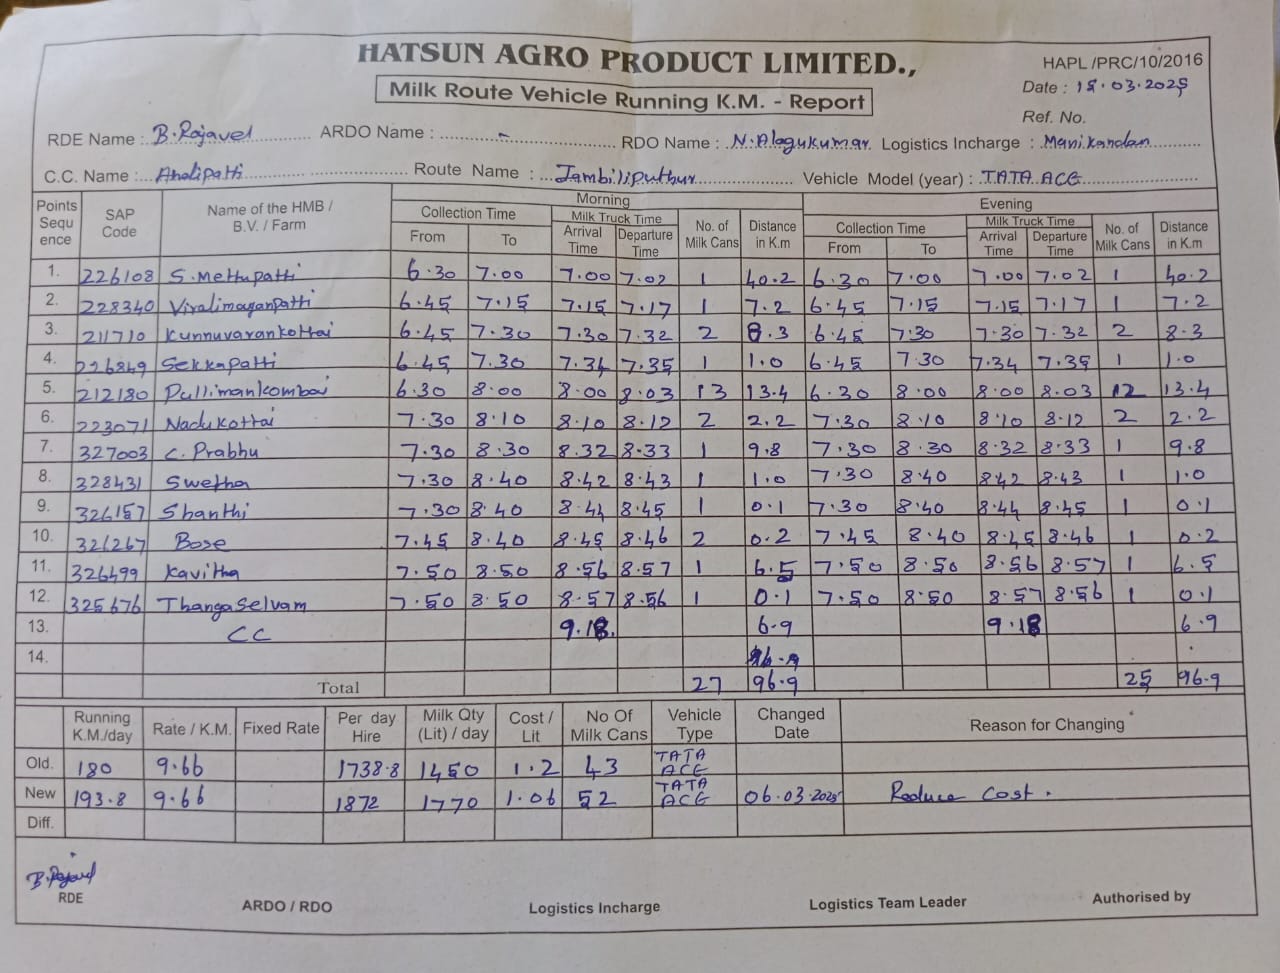 HATSUN AGRO PRODUCT LIMITED.,
HAPL /PRC/10/2016
Milk Route Vehicle Running K.M. - Report
Date : 15.03.2025
Ref. No.
RDE Name : B.Rajavel ARDO Name : - RDO Name : N.Alagukumar Logistics Incharge : Manikandan
C.C. Name : Analipatti Route Name : Jambiliputhur Vehicle Model (year) : TATA ACE
Points Sequence SAP Code Name of the HMB / B.V. / Farm Morning Evening
Collection Time Milk Truck Time No. of Milk Cans Distance in K.m Collection Time Milk Truck Time No. of Milk Cans Distance in K.m
From To Arrival Time Departure Time From To Arrival Time Departure Time
1. 226108 S.Mettupatti 6.30 7.00 7.00 7.02 1 40.2 6.30 7.00 7.00 7.02 1 40.2
2. 228340 Viralimayanpatti 6.45 7.15 7.15 7.17 1 7.2 6.45 7.15 7.15 7.17 1 7.2
3. 211710 Kunnuvarankottai 6.45 7.30 7.30 7.32 2 8.3 6.45 7.30 7.30 7.32 2 8.3
4. 226849 Sekkapatti 6.45 7.30 7.34 7.35 1 1.0 6.45 7.30 7.34 7.35 1 1.0
5. 212180 Pullimankombai 6.30 8.00 8.00 8.03 13 13.4 6.30 8.00 8.00 8.03 12 13.4
6. 223071 Nadukottai 7.30 8.10 8.10 8.12 2 2.2 7.30 8.10 8.10 8.12 2 2.2
7. 327003 C. Prabhu 7.30 8.30 8.32 8.33 1 9.8 7.30 8.30 8.32 8.33 1 9.8
8. 328431 Swetha 7.30 8.40 8.42 8.43 1 1.0 7.30 8.40 8.42 8.43 1 1.0
9. 326157 Shanthi 7.30 8.40 8.44 8.45 1 0.1 7.30 8.40 8.44 8.45 1 0.1
10. 326267 Bose 7.45 8.40 8.45 8.46 2 0.2 7.45 8.40 8.45 8.46 1 0.2
11. 326499 Kavitha 7.50 8.50 8.56 8.57 1 6.5 7.50 8.50 8.56 8.57 1 6.5
12. 325676 ThangaSelvam 7.50 8.50 8.57 8.56 1 0.1 7.50 8.50 8.57 8.56 1 0.1
13. CC 9.18. 6.9 9.18 6.9
14.
Total 27 96.9 25 96.9
Running K.M./day Rate / K.M. Fixed Rate Per day Hire Milk Qty (Lit) / day Cost / Lit No Of Milk Cans Vehicle Type Changed Date Reason for Changing
Old. 180 9.66 1738.8 1450 1.2 43 TATA ACE
New 193.8 9.66 1872 1770 1.06 52 TATA ACE 06.03.2025 Reduce Cost.
Diff.
B.Rajavel
RDE ARDO / RDO Logistics Incharge Logistics Team Leader Authorised by